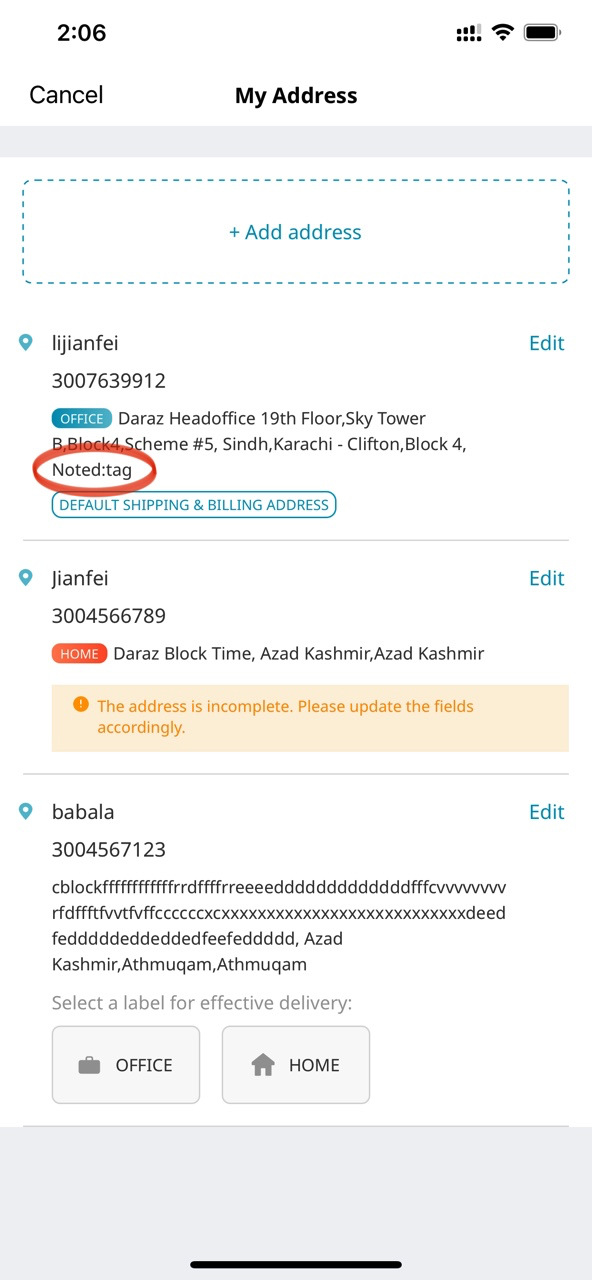 2:06
Cancel
My Address
+ Add address
lijianfei
Edit
3007639912
OFFICE Daraz Headoffice 19th Floor,Sky Tower
B,Block4,Scheme #5, Sindh,Karachi - Clifton,Block 4,
Noted:tag
DEFAULT SHIPPING & BILLING ADDRESS
Jianfei
Edit
3004566789
HOME Daraz Block Time, Azad Kashmir,Azad Kashmir
The address is incomplete. Please update the fields
accordingly.
babala
Edit
3004567123
cblockffffffffffffrrdffffrreeeedddddddddddddddfffcvvvvvvvv
rfdffftfvvtfvffccccccxcxxxxxxxxxxxxxxxxxxxxxxxxxxxdeed
fedddddeddeddedfeefeddddd, Azad
Kashmir,Athmuqam,Athmuqam
Select a label for effective delivery:
OFFICE
HOME